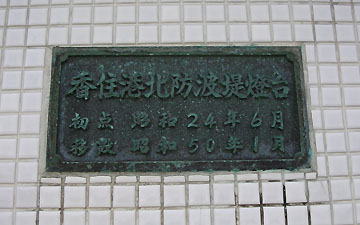 香住港北防波堤燈台
初点 昭和24年6月
移設 昭和50年1月